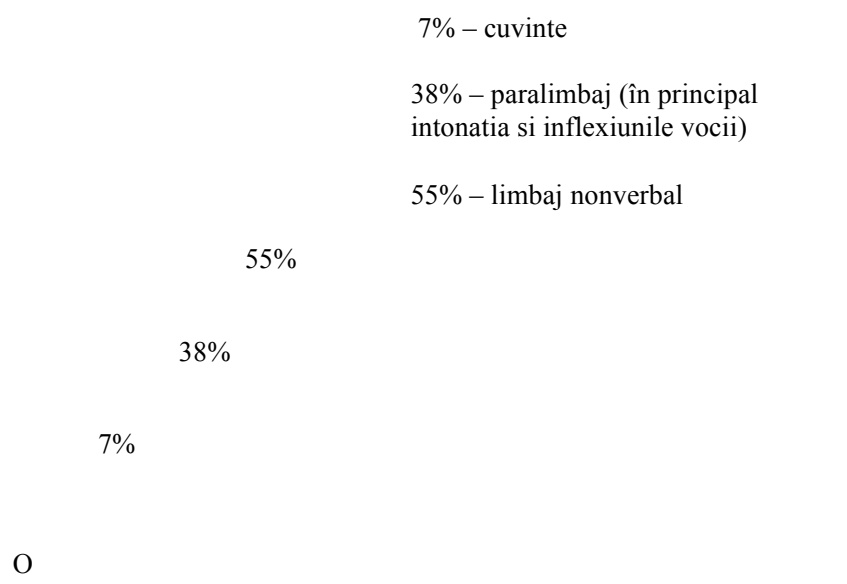 7% – cuvinte
38% – paralimbaj (în principal
intonatia si inflexiunile vocii)
55% – limbaj nonverbal
55%
38%
7%
O